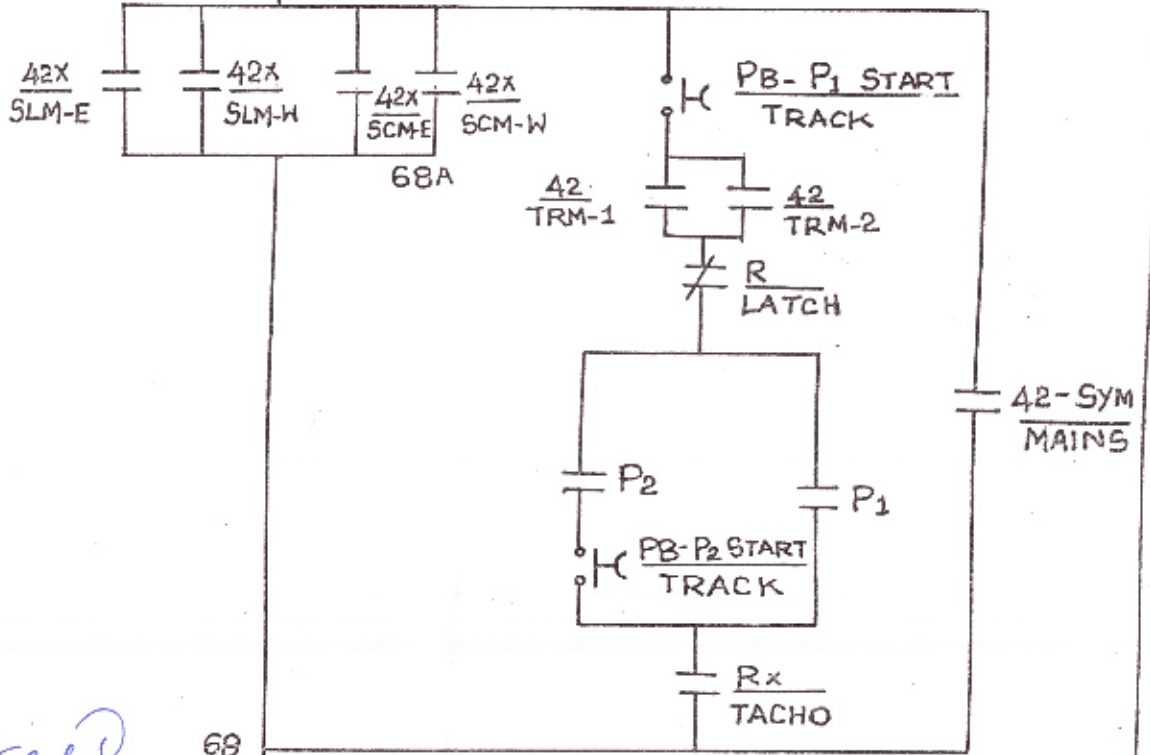 42X
SLM-E
42X
SLM-W
42X
SCM-E
42X
SCM-W
68A
PB-P1 START
TRACK
42
TRM-1
42
TRM-2
R
LATCH
P2
P1
PB-P2 START
TRACK
42-SYM
MAINS
Rx
TACHO
68